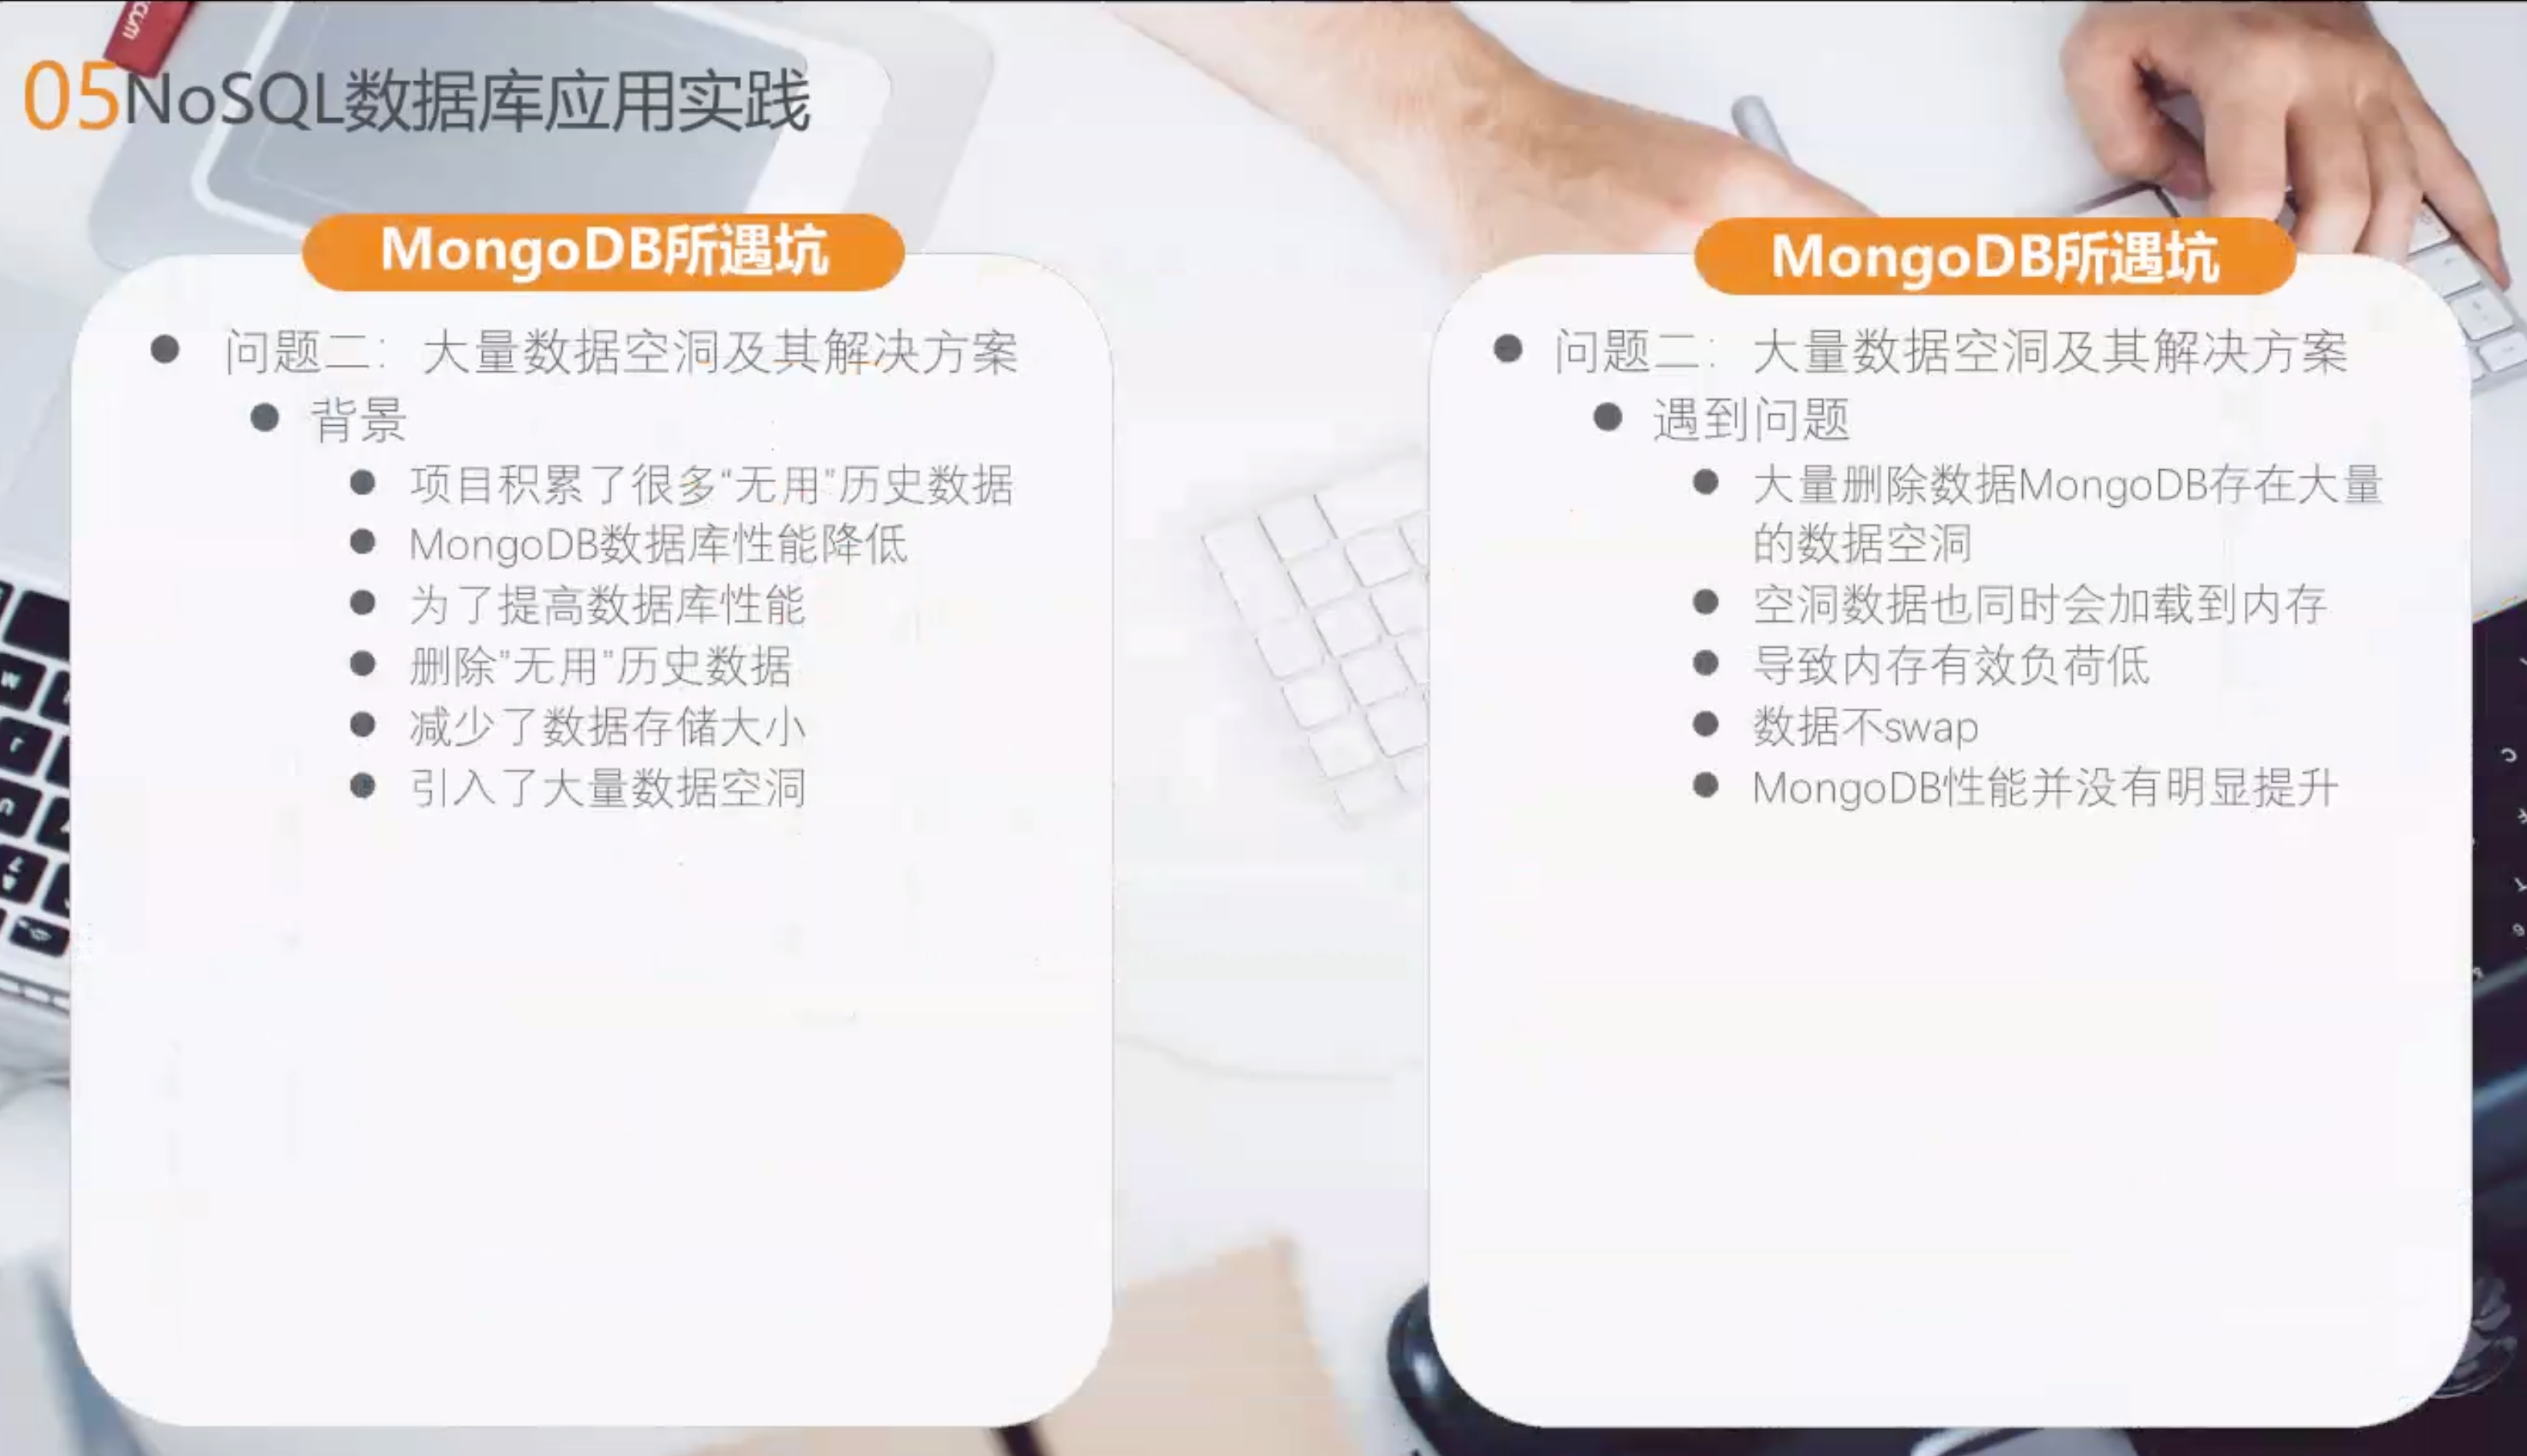 05NoSQL数据库应用实践
MongoDB所遇坑
问题二：大量数据空洞及其解决方案
背景
项目积累了很多“无用”历史数据
MongoDB数据库性能降低
为了提高数据库性能
删除”无用”历史数据
减少了数据存储大小
引入了大量数据空洞
MongoDB所遇坑
问题二：大量数据空洞及其解决方案
遇到问题
大量删除数据MongoDB存在大量
的数据空洞
空洞数据也同时会加载到内存
导致内存有效负荷低
数据不swap
MongoDB性能并没有明显提升